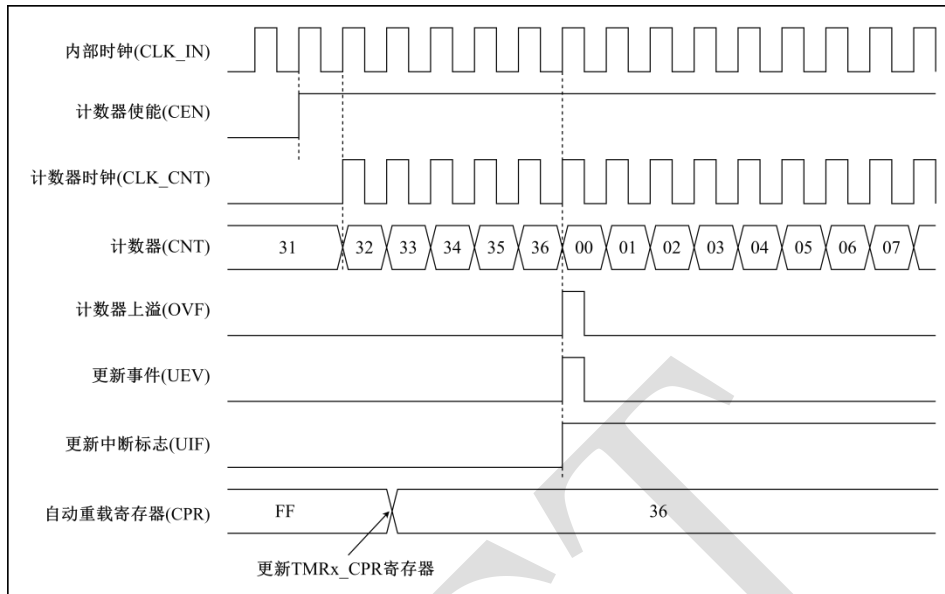 内部时钟(CLK_IN)
计数器使能(CEN)
计数器时钟(CLK_CNT)
计数器(CNT)
31 32 33 34 35 36 00 01 02 03 04 05 06 07
计数器上溢(OVF)
更新事件(UEV)
更新中断标志(UIF)
自动重载寄存器(CPR)
FF 36
更新TMRx_CPR寄存器